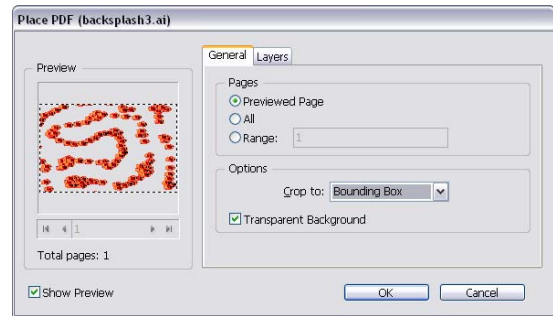 Place PDF (backsplash3.ai)
General Layers
Preview
Pages
Previewed Page
All
Range: 1
Options
Crop to: Bounding Box
Transparent Background
1
Total pages: 1
Show Preview
OK Cancel